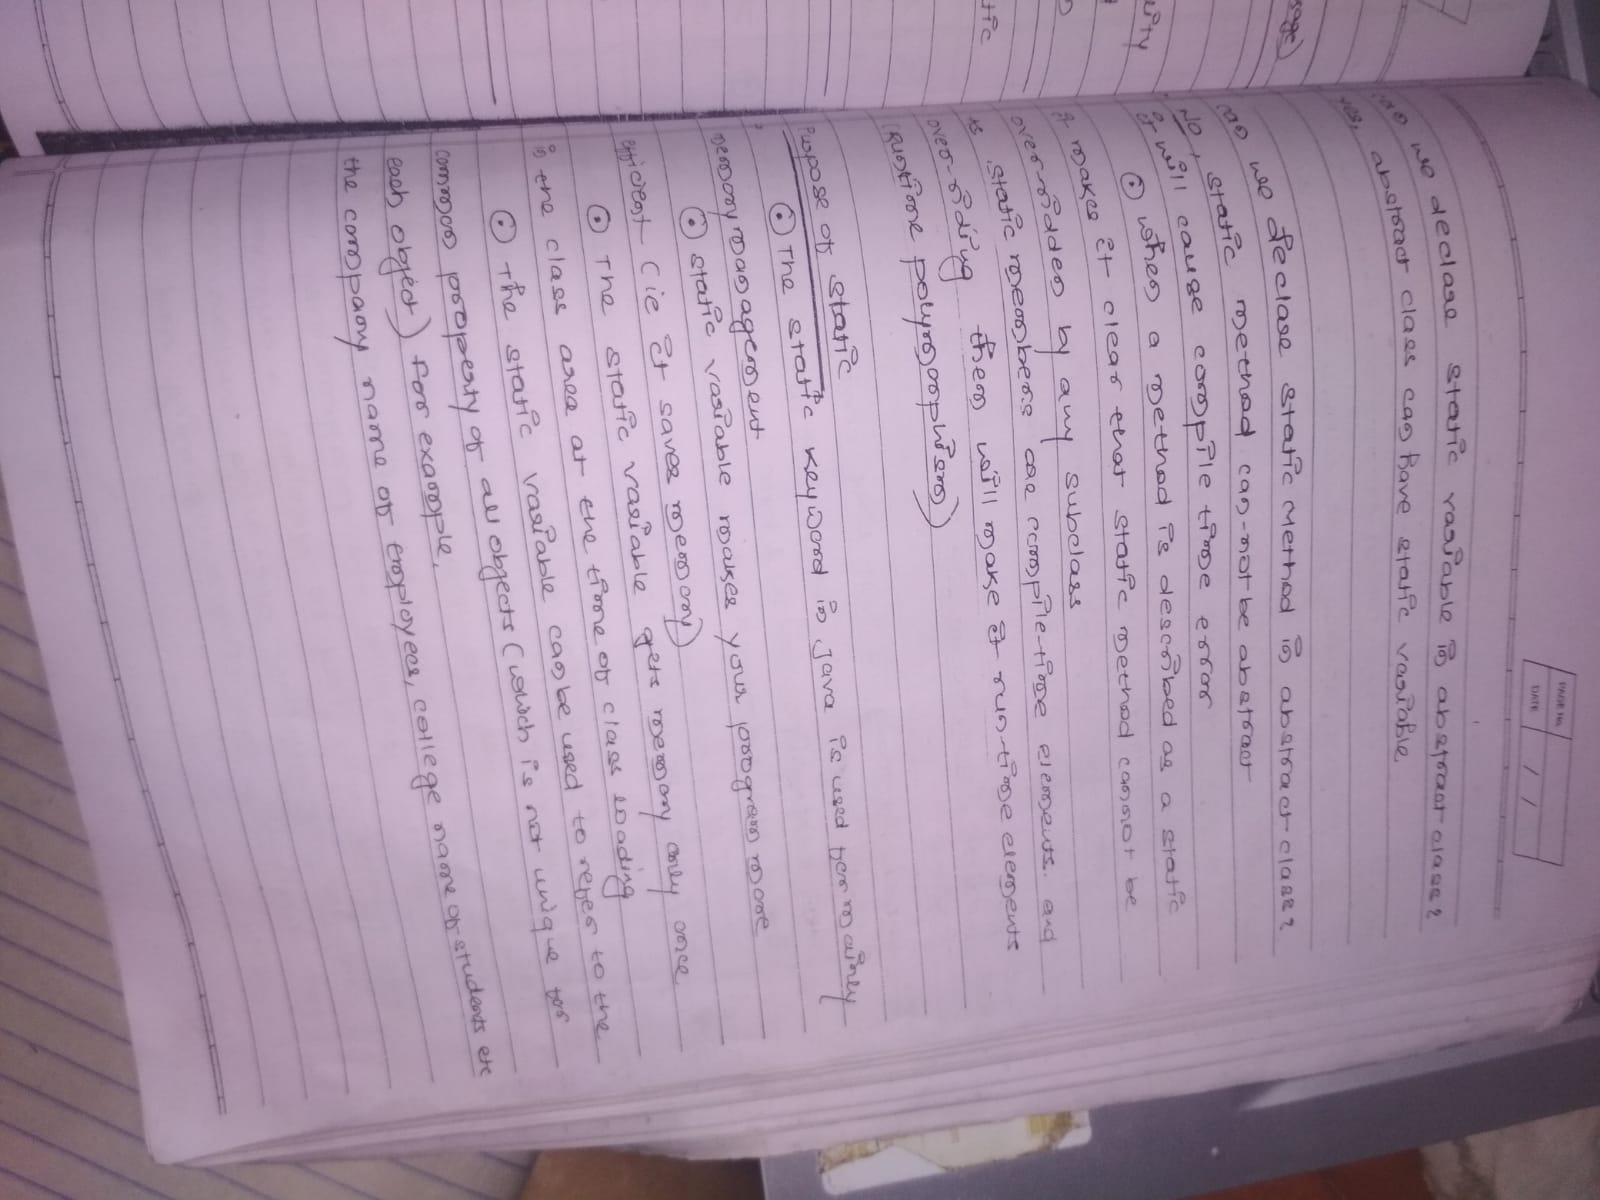 PAGE NO.
DATE / /
can we declare static variable in abstract class?
Yes, abstract class can have static variable
can we declare static method in abstract class?
No, static method can-not be abstract
It will cause compile time error
⊙ when a method is described as a static
it makes it clear that static method cannot be
over-ridden by any subclass
static members are compile-time elements. and
over-riding them will make it run-time elements
(Runtime polymorphism)
Purpose of static
⊙ The static keyword in Java is used for mainly
memory management
⊙ static variable makes your program more
efficient (ie it saves memory)
⊙ The static variable gets memory only once
in the class area at the time of class loading
⊙ The static variable can be used to refer to the
common property of all objects (which is not unique for
each object) for example,
the company name of employees, college name of students etc
sage)
rity
tic